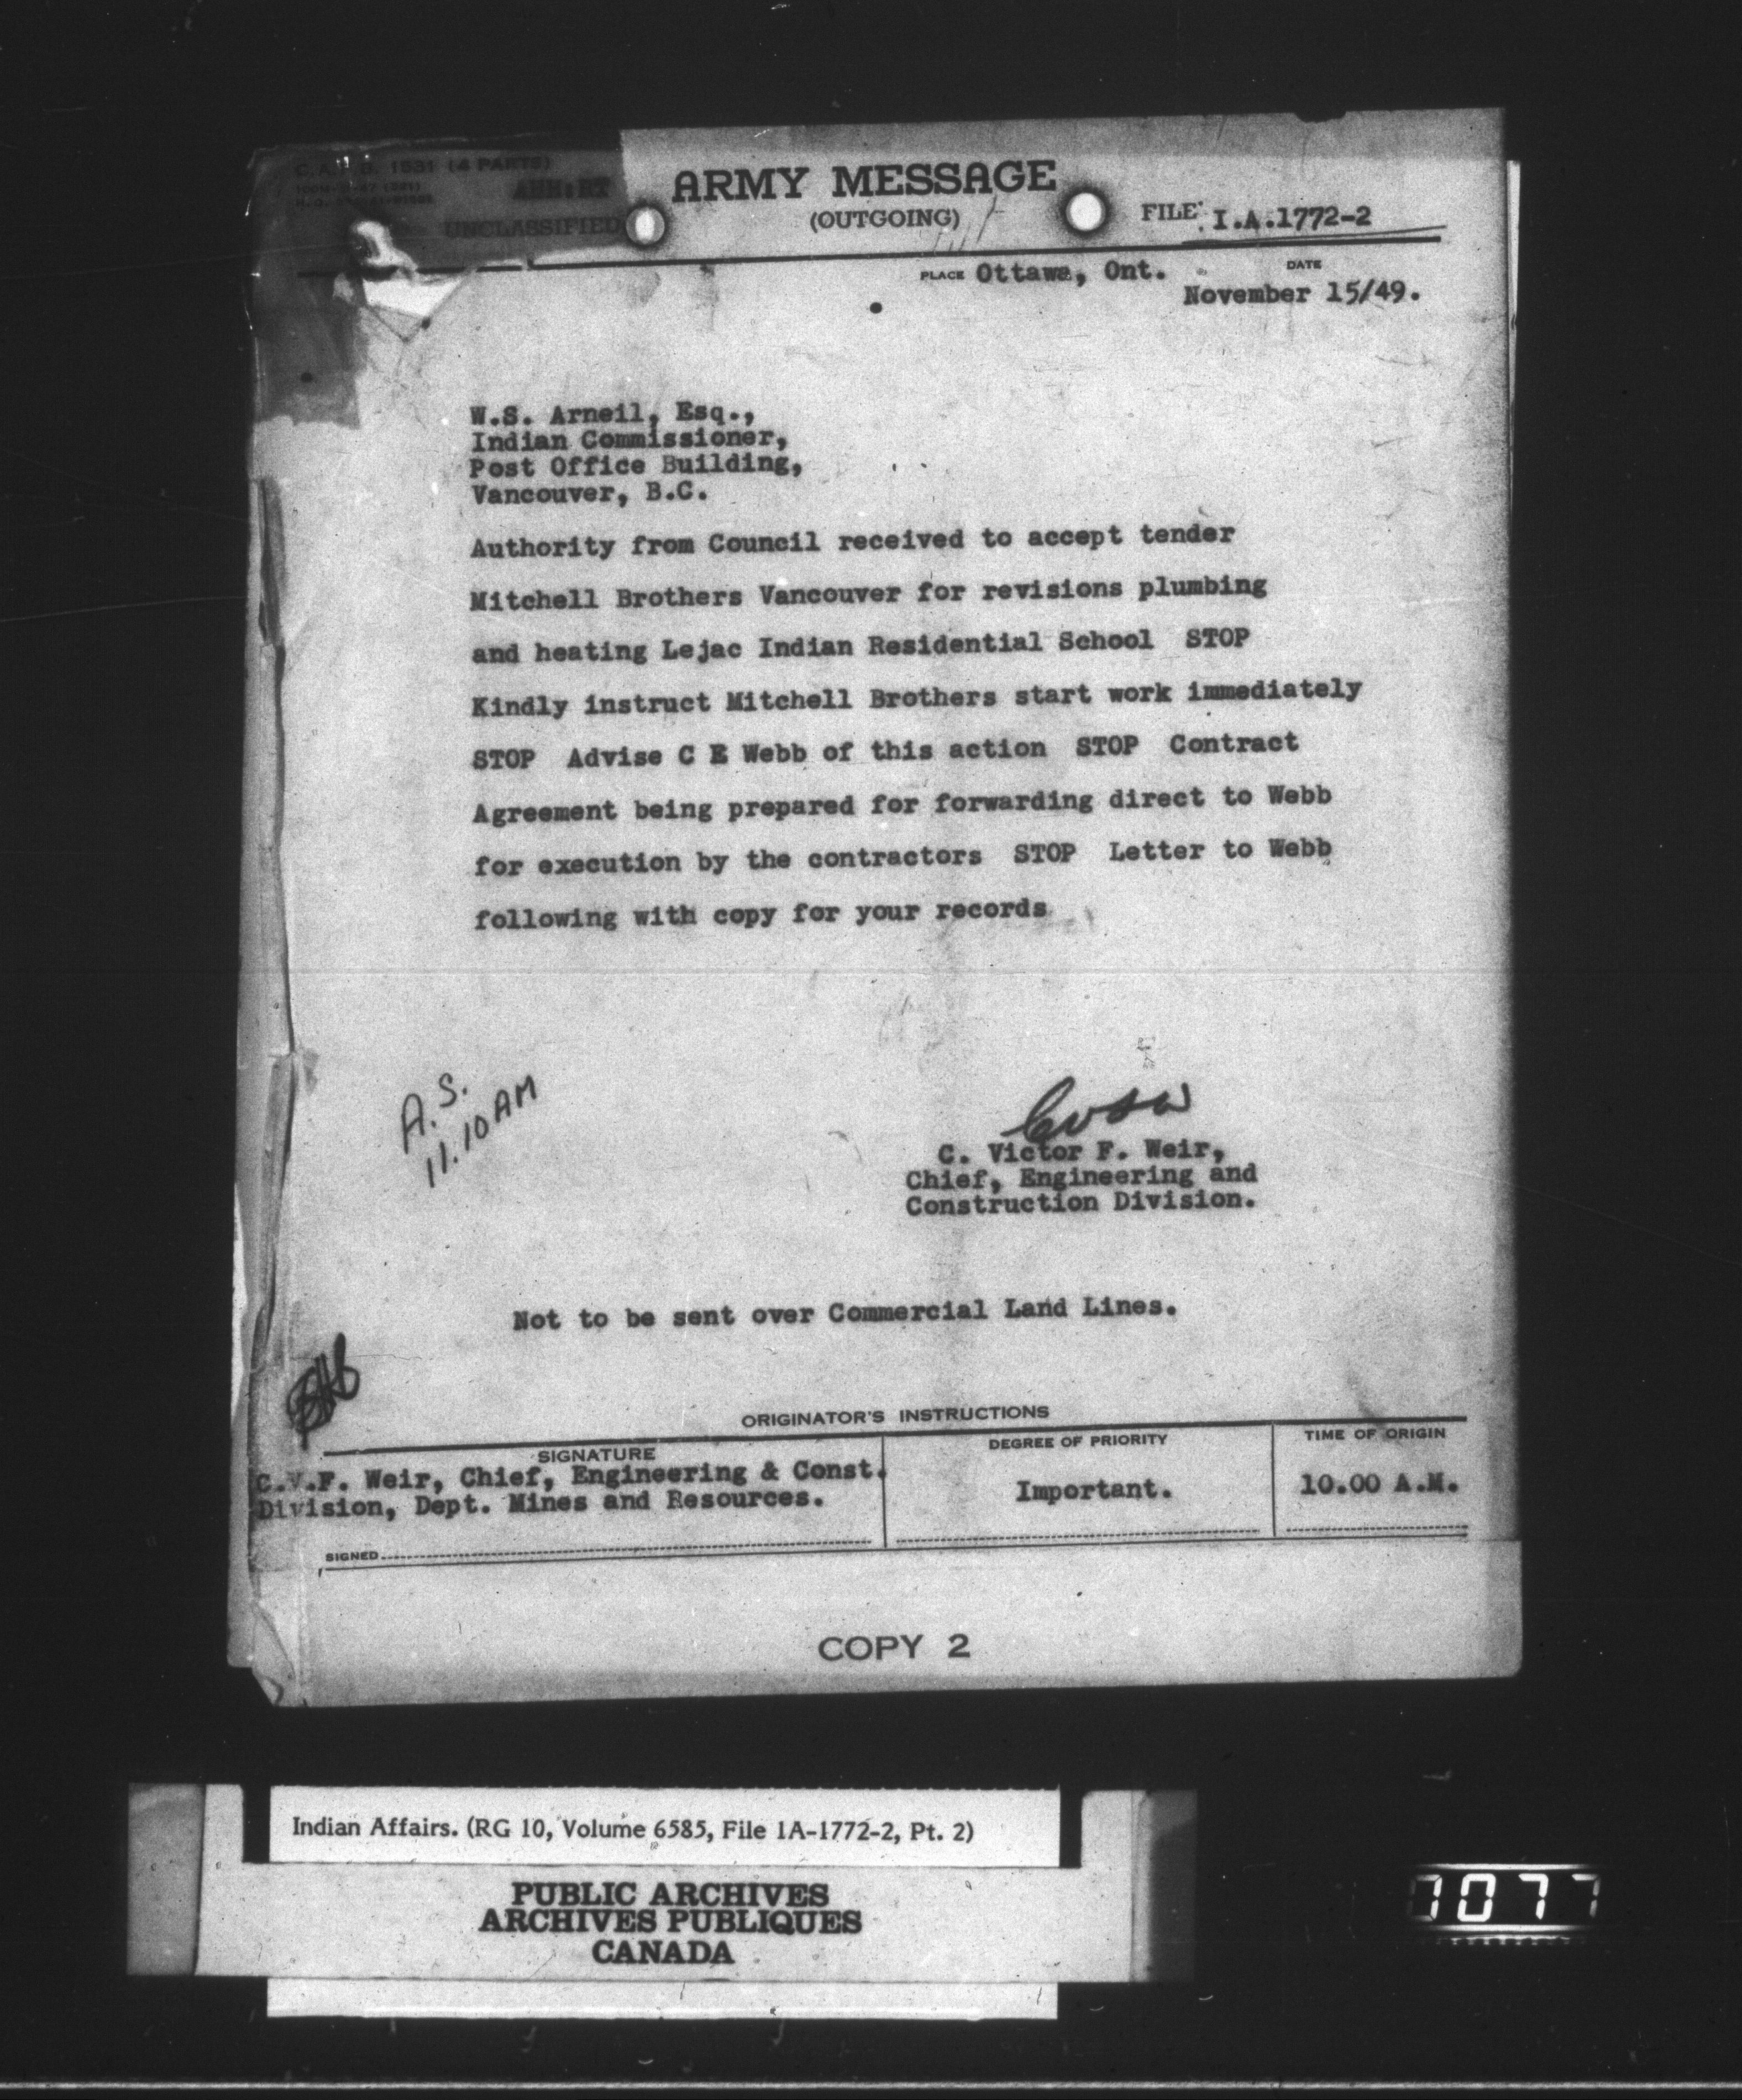 C.A.F.B. 1531 (4 PARTS)
AHH:RT
UNCLASSIFIED
ARMY MESSAGE
(OUTGOING)
FILE I.A.1772-2
PLACE Ottawa, Ont.
DATE
November 15/49.
W.S. Arneil, Esq.,
Indian Commissioner,
Post Office Building,
Vancouver, B.C.
Authority from Council received to accept tender
Mitchell Brothers Vancouver for revisions plumbing
and heating Lejac Indian Residential School STOP
Kindly instruct Mitchell Brothers start work immediately
STOP Advise C E Webb of this action STOP Contract
Agreement being prepared for forwarding direct to Webb
for execution by the contractors STOP Letter to Webb
following with copy for your records
A.S.
11.10 AM
C. Victor F. Weir,
Chief, Engineering and
Construction Division.
Not to be sent over Commercial Land Lines.
ORIGINATOR'S INSTRUCTIONS
SIGNATURE
DEGREE OF PRIORITY
TIME OF ORIGIN
C.V.F. Weir, Chief, Engineering & Const.
Division, Dept. Mines and Resources.
Important.
10.00 A.M.
SIGNED
COPY 2
Indian Affairs. (RG 10, Volume 6585, File 1A-1772-2, Pt. 2)
PUBLIC ARCHIVES
ARCHIVES PUBLIQUES
CANADA